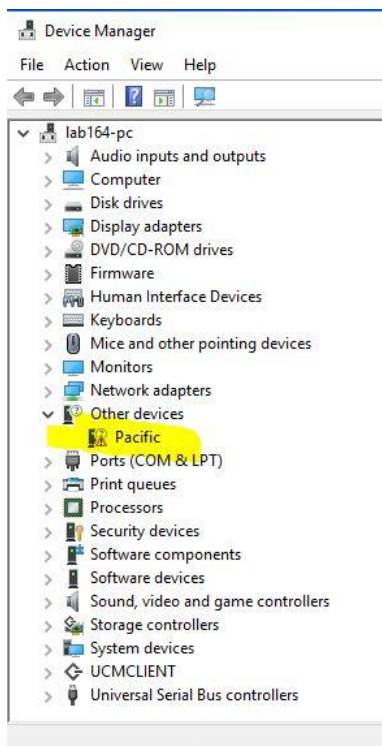 Device Manager
File Action View Help
lab164-pc
Audio inputs and outputs
Computer
Disk drives
Display adapters
DVD/CD-ROM drives
Firmware
Human Interface Devices
Keyboards
Mice and other pointing devices
Monitors
Network adapters
Other devices
Pacific
Ports (COM & LPT)
Print queues
Processors
Security devices
Software components
Software devices
Sound, video and game controllers
Storage controllers
System devices
UCMCLIENT
Universal Serial Bus controllers